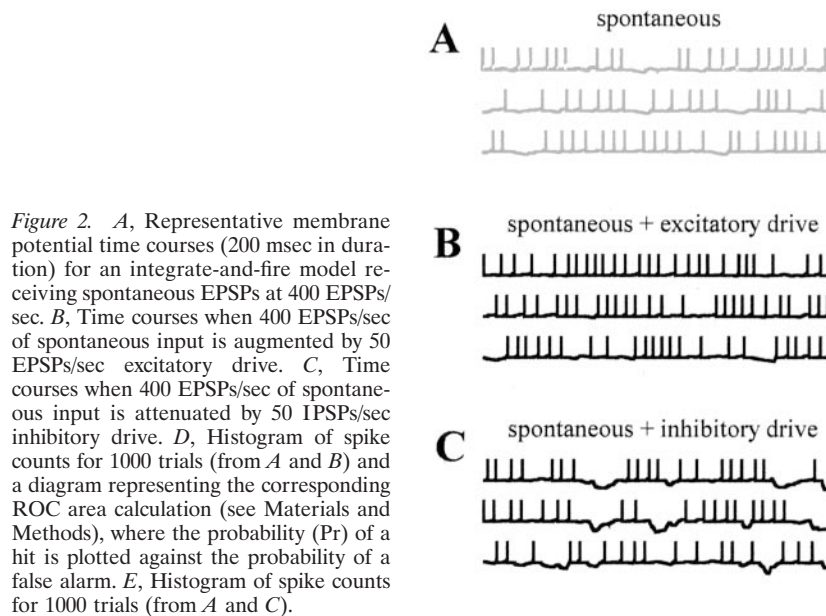 A
spontaneous
B
spontaneous + excitatory drive
C
spontaneous + inhibitory drive
Figure 2. A, Representative membrane
potential time courses (200 msec in dura-
tion) for an integrate-and-fire model re-
ceiving spontaneous EPSPs at 400 EPSPs/
sec. B, Time courses when 400 EPSPs/sec
of spontaneous input is augmented by 50
EPSPs/sec excitatory drive. C, Time
courses when 400 EPSPs/sec of spontane-
ous input is attenuated by 50 IPSPs/sec
inhibitory drive. D, Histogram of spike
counts for 1000 trials (from A and B) and
a diagram representing the corresponding
ROC area calculation (see Materials and
Methods), where the probability (Pr) of a
hit is plotted against the probability of a
false alarm. E, Histogram of spike counts
for 1000 trials (from A and C).